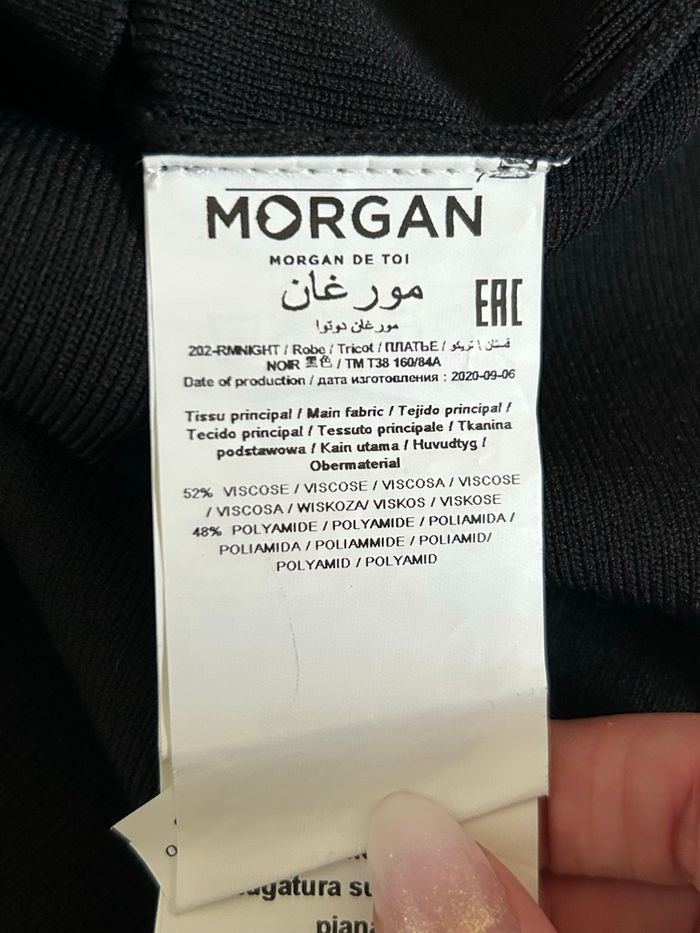 MORGAN
MORGAN DE TOI
مورغان
مورغان دوتوا
EAC
202-RMNIGHT / Robe / Tricot / ПЛАТЬЕ / فستان \ تريكو
NOIR 黑色 / TM T38 160/84A
Date of production / дата изготовления : 2020-09-06
Tissu principal / Main fabric / Tejido principal /
Tecido principal / Tessuto principale / Tkanina
podstawowa / Kain utama / Huvudtyg /
Obermaterial
52% VISCOSE / VISCOSE / VISCOSA / VISCOSE
/ VISCOSA / WISKOZA/ VISKOS / VISKOSE
48% POLYAMIDE / POLYAMIDE / POLIAMIDA /
POLIAMIDA / POLIAMMIDE / POLIAMID/
POLYAMID / POLYAMID